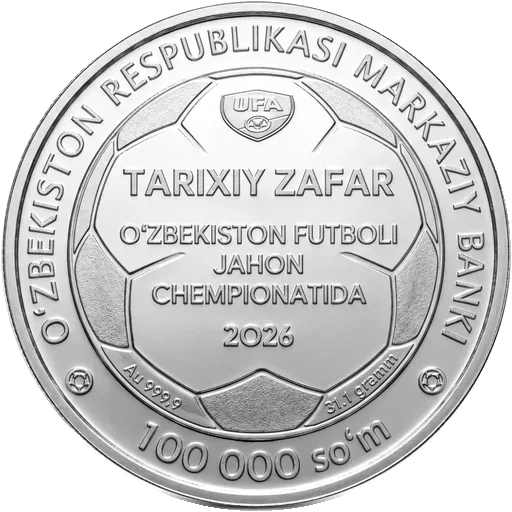 O‘ZBEKISTON RESPUBLIKASI MARKAZIY BANKI
UFA
TARIXIY ZAFAR
O‘ZBEKISTON FUTBOLI
JAHON
CHEMPIONATIDA
2026
Au 999.9
31.1 gramm
100 000 so‘m